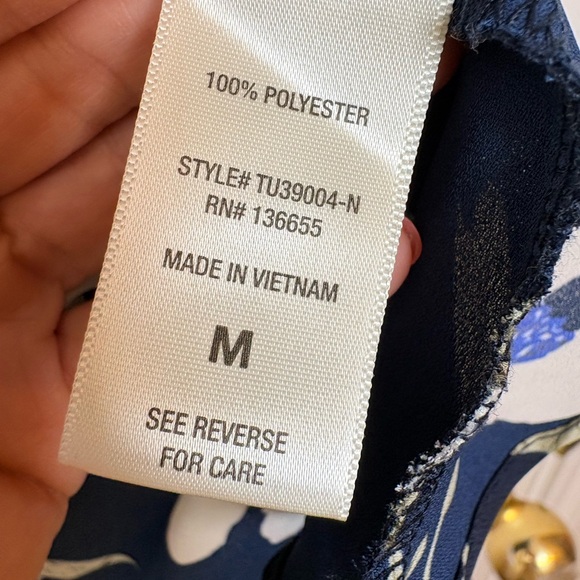 100% POLYESTER
STYLE# TU39004-N
RN# 136655
MADE IN VIETNAM
M
SEE REVERSE
FOR CARE